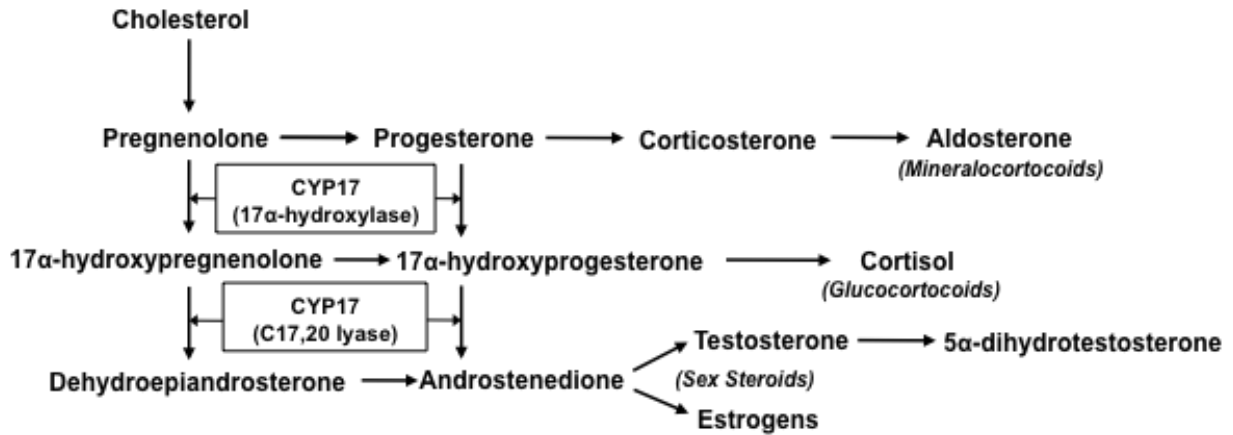 Cholesterol
Pregnenolone
Progesterone
Corticosterone
Aldosterone
(Mineralocortocoids)
CYP17
(17α-hydroxylase)
17α-hydroxypregnenolone
17α-hydroxyprogesterone
Cortisol
(Glucocortocoids)
CYP17
(C17,20 lyase)
Testosterone
5α-dihydrotestosterone
Dehydroepiandrosterone
Androstenedione
(Sex Steroids)
Estrogens